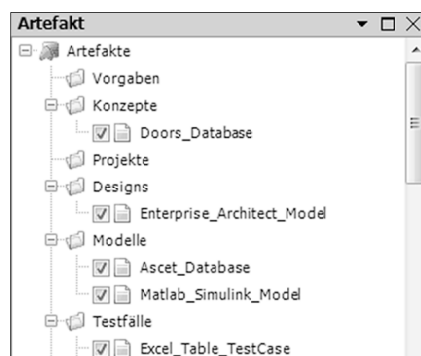 Artefakt
Artefakte
Vorgaben
Konzepte
Doors_Database
Projekte
Designs
Enterprise_Architect_Model
Modelle
Ascet_Database
Matlab_Simulink_Model
Testfälle
Excel_Table_TestCase